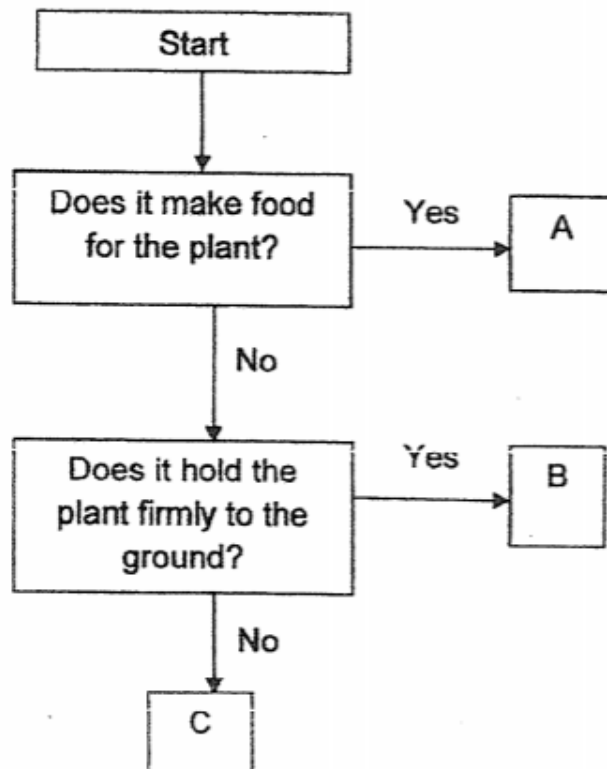 Start
Does it make food
for the plant?
Yes
A
No
Does it hold the
plant firmly to the
ground?
Yes
B
No
C